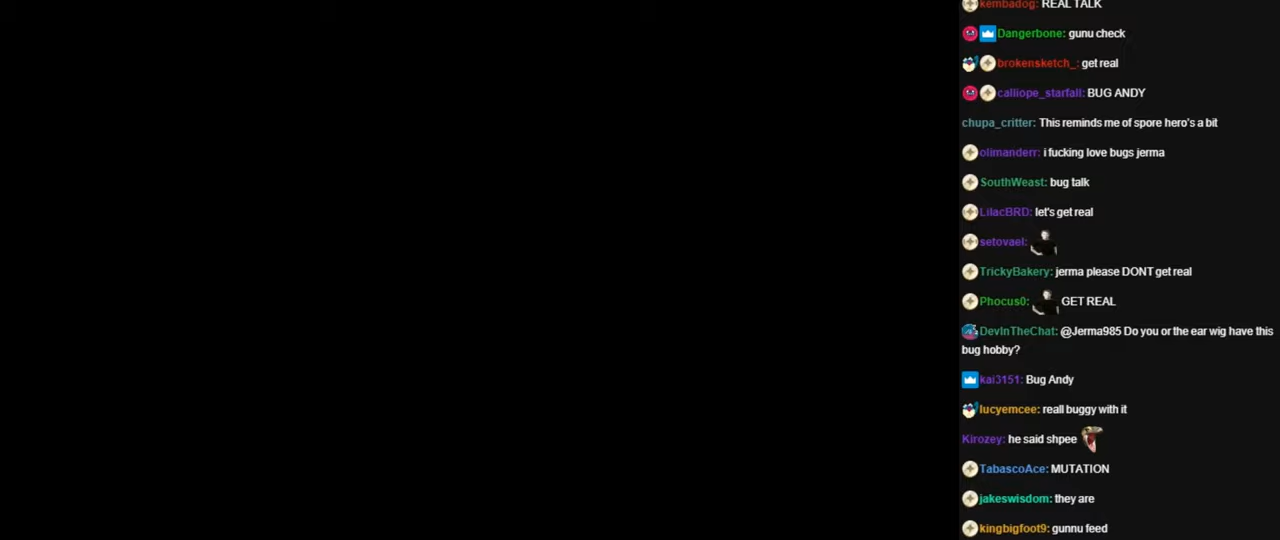 kembadog: REAL TALK
Dangerbone: gunu check
brokensketch_: get real
calliope_starfall: BUG ANDY
chupa_critter: This reminds me of spore hero's a bit
olimanderr: i fucking love bugs jerma
SouthWeast: bug talk
LilacBRD: let's get real
setovael:
TrickyBakery: jerma please DONT get real
Phocus0: GET REAL
DevInTheChat: @Jerma985 Do you or the ear wig have this
bug hobby?
kai3151: Bug Andy
lucyemcee: reall buggy with it
Kirozey: he said shpee
TabascoAce: MUTATION
jakeswisdom: they are
kingbigfoot9: gunnu feed